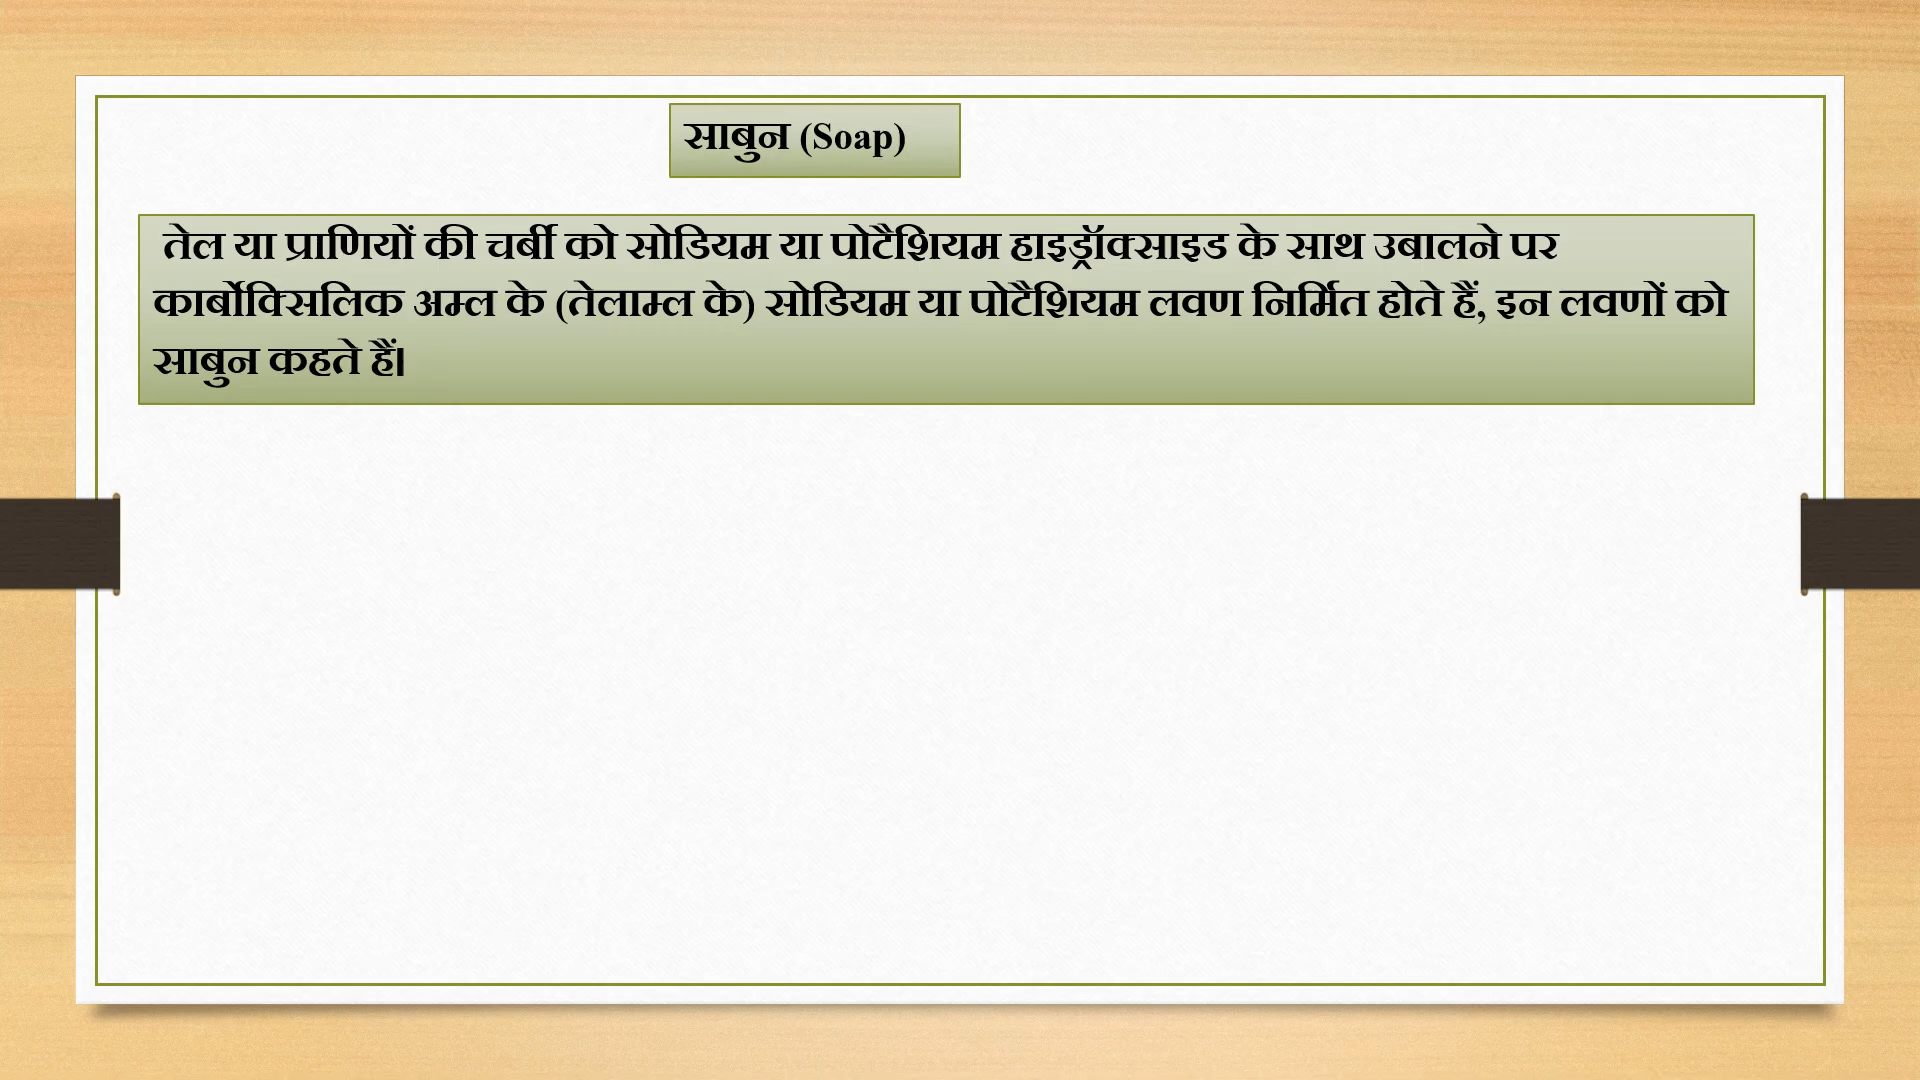 साबुन (Soap)
तेल या प्राणियों की चर्बी को सोडियम या पोटैशियम हाइड्रॉक्साइड के साथ उबालने पर
कार्बोक्सिलिक अम्ल के (तेलाम्ल के) सोडियम या पोटैशियम लवण निर्मित होते हैं, इन लवणों को
साबुन कहते हैं।